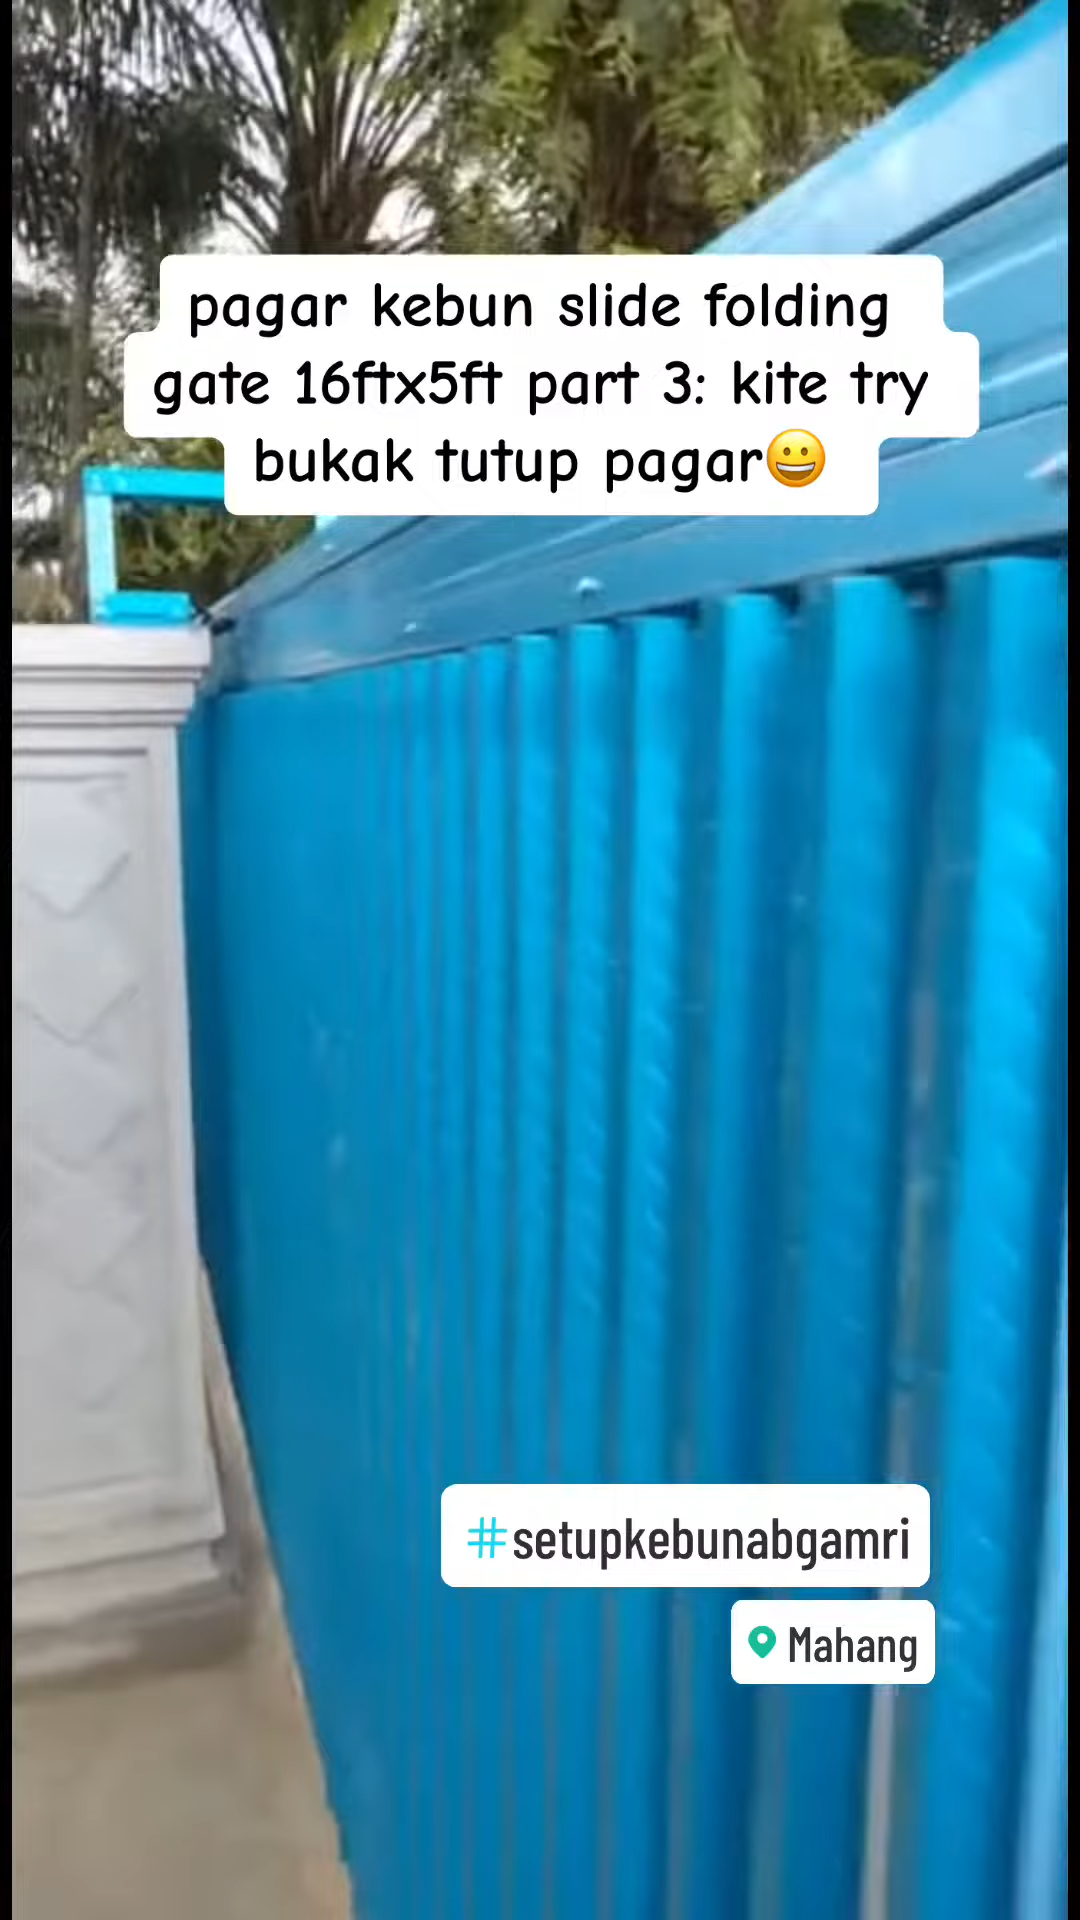 pagar kebun slide folding
gate 16ftx5ft part 3: kite try
bukak tutup pagar😀
#setupkebunabgamri
Mahang